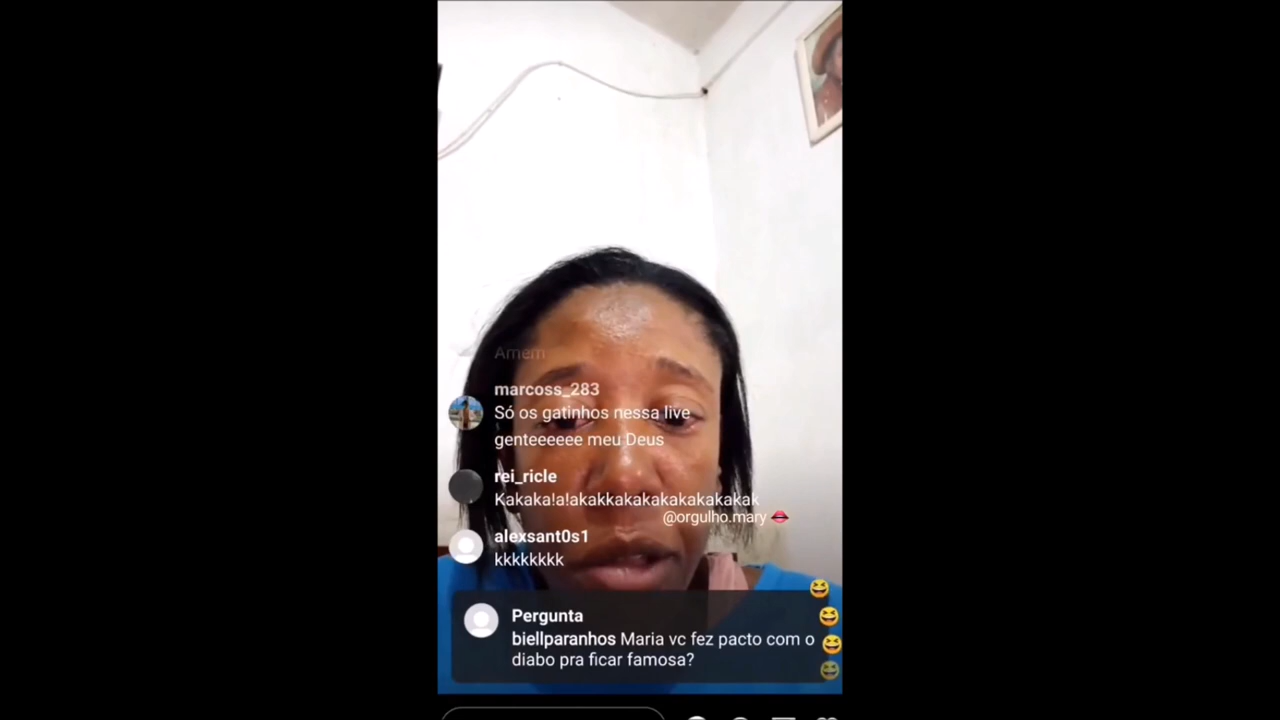 Amem
marcoss_283
Só os gatinhos nessa live
genteeeeeee meu Deus
rei_ricle
Kakaka!a!akakkakakakakakakak
@orgulho.mary 👄
alexsant0s1
kkkkkkkk
Pergunta
biellparanhos Maria vc fez pacto com o
diabo pra ficar famosa?